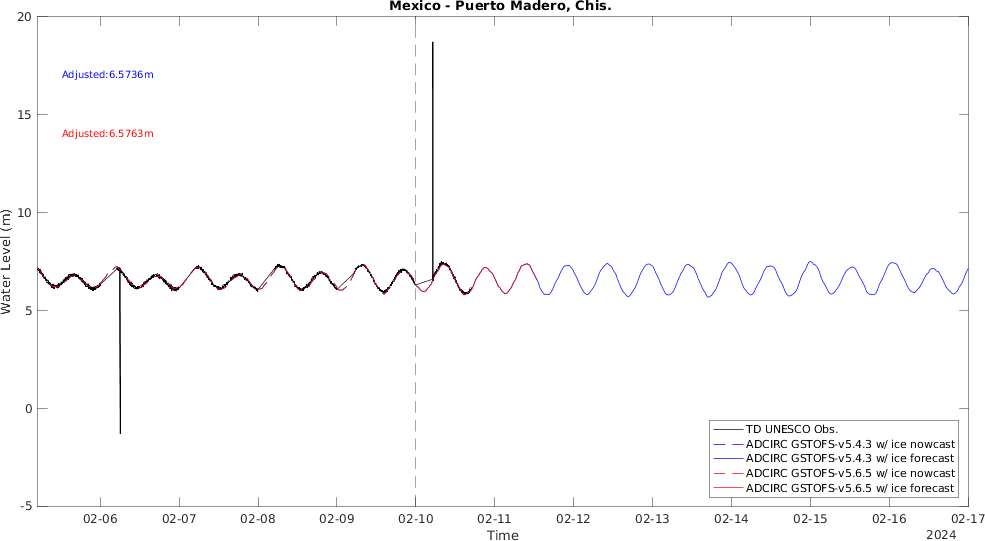 Mexico - Puerto Madero, Chis.
20
15
10
5
0
-5
Water Level (m)
Adjusted:6.5736m
Adjusted:6.5763m
TD UNESCO Obs.
ADCIRC GSTOFS-v5.4.3 w/ ice nowcast
ADCIRC GSTOFS-v5.4.3 w/ ice forecast
ADCIRC GSTOFS-v5.6.5 w/ ice nowcast
ADCIRC GSTOFS-v5.6.5 w/ ice forecast
02-06 02-07 02-08 02-09 02-10 02-11 02-12 02-13 02-14 02-15 02-16 02-17
Time
2024